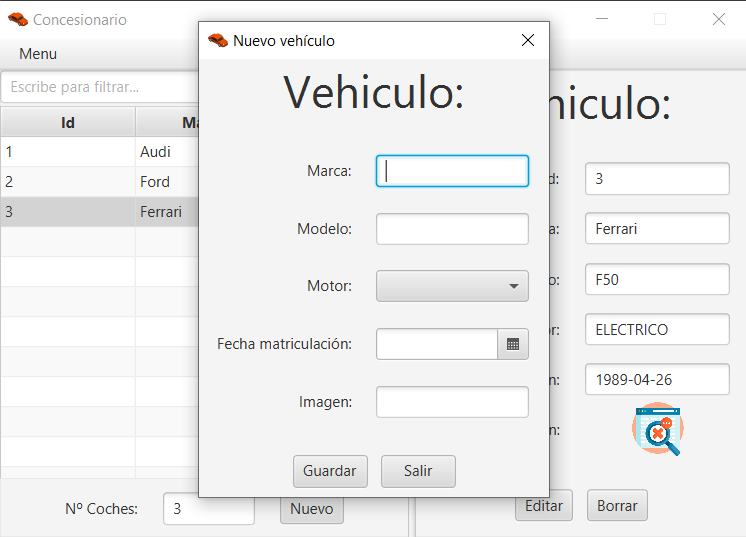 Concesionario
Nuevo vehículo
Menu
Vehiculo:
hiculo:
Escribe para filtrar...
Id
Ma
1 Audi
2 Ford
3 Ferrari
Marca:
Modelo:
Motor:
Fecha matriculación:
Imagen:
Guardar
Salir
d: 3
a: Ferrari
o: F50
or: ELECTRICO
n: 1989-04-26
n:
Nº Coches: 3
Nuevo
Editar
Borrar